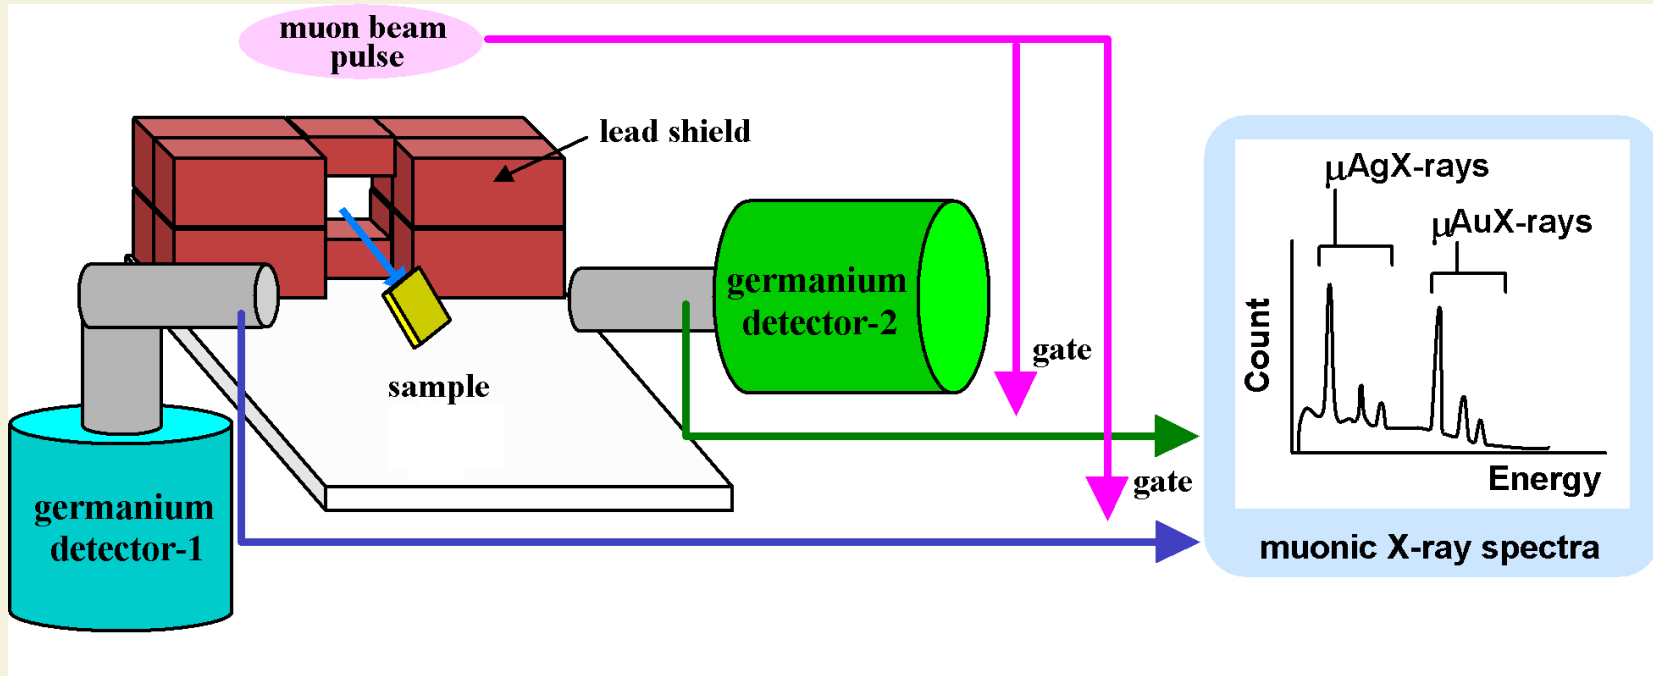 muon beam
pulse
lead shield
μAgX-rays
μAuX-rays
germanium
detector-2
gate
Count
sample
Energy
gate
germanium
detector-1
muonic X-ray spectra